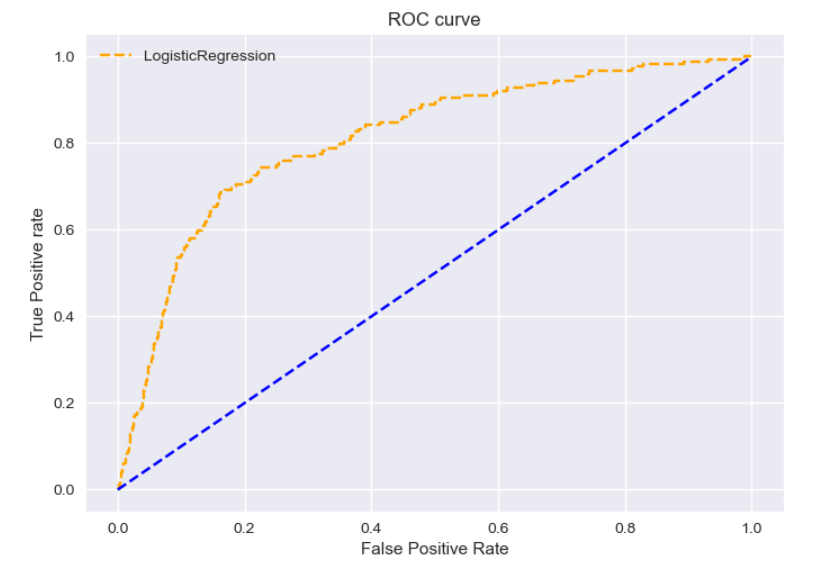 ROC curve
LogisticRegression
True Positive rate
1.0
0.8
0.6
0.4
0.2
0.0
0.0 0.2 0.4 0.6 0.8 1.0
False Positive Rate